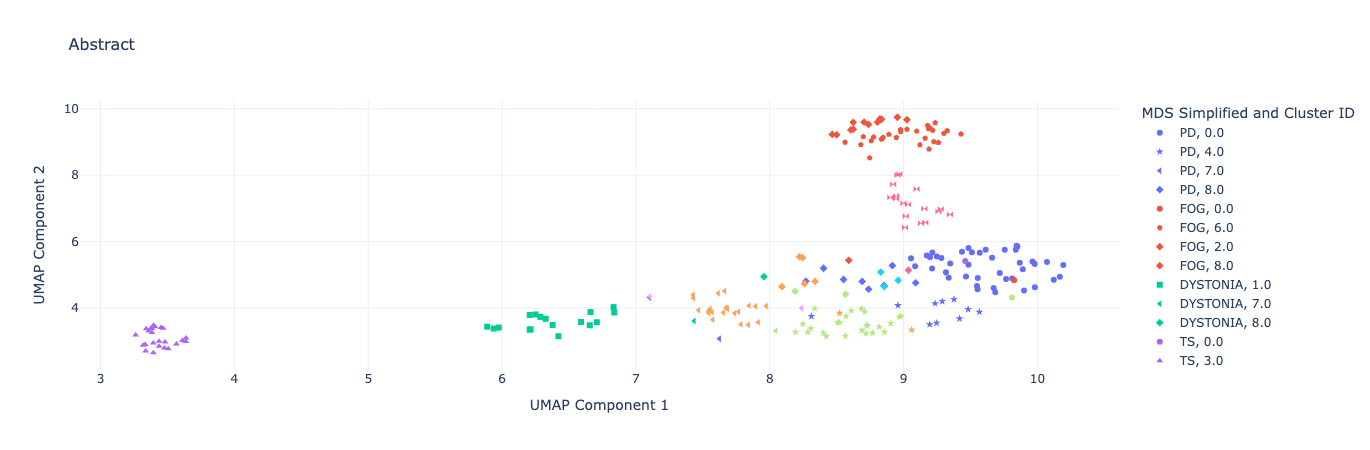 Abstract
MDS Simplified and Cluster ID
PD, 0.0
PD, 4.0
PD, 7.0
PD, 8.0
FOG, 0.0
FOG, 6.0
FOG, 2.0
FOG, 8.0
DYSTONIA, 1.0
DYSTONIA, 7.0
DYSTONIA, 8.0
TS, 0.0
TS, 3.0
UMAP Component 2
10
8
6
4
3 4 5 6 7 8 9 10
UMAP Component 1